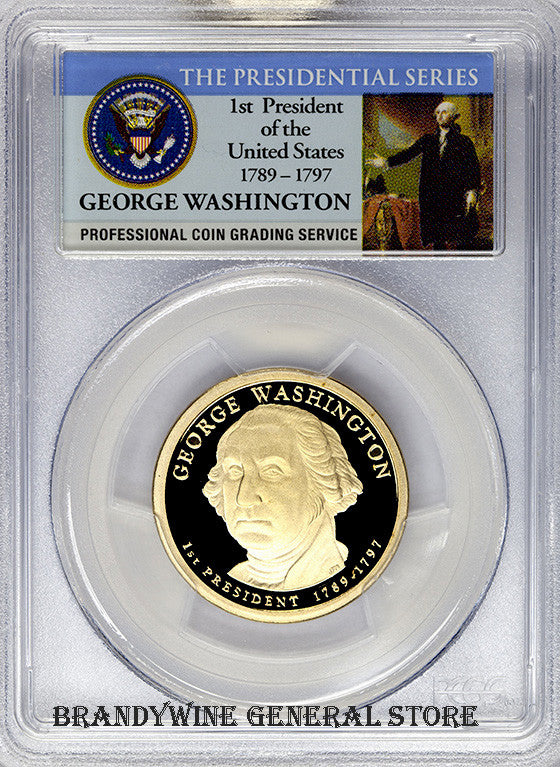 THE PRESIDENTIAL SERIES
1st President
of the
United States
1789 – 1797
GEORGE WASHINGTON
PROFESSIONAL COIN GRADING SERVICE
GEORGE WASHINGTON
1st PRESIDENT 1789-1797
BRANDYWINE GENERAL STORE